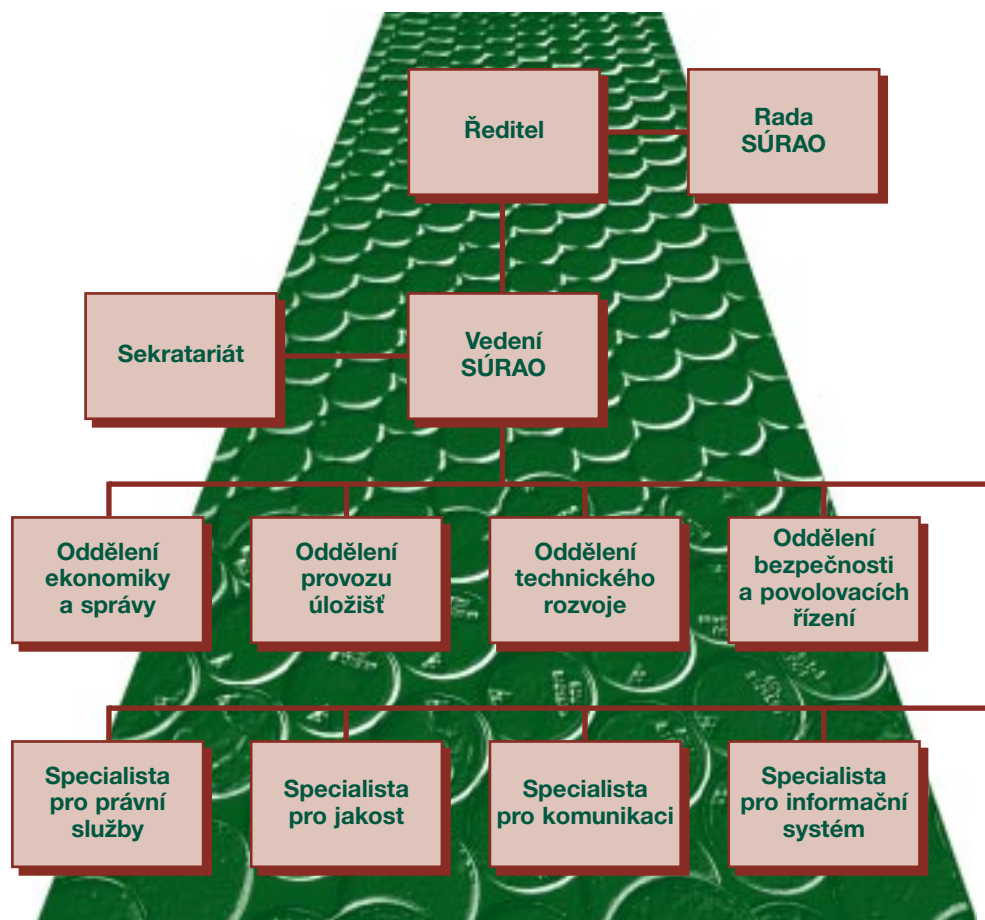 Ředitel
Rada
SÚRAO
Sekratariát
Vedení
SÚRAO
Oddělení
ekonomiky
a správy
Oddělení
provozu
úložišť
Oddělení
technického
rozvoje
Oddělení
bezpečnosti
a povolovacích
řízení
Specialista
pro právní
služby
Specialista
pro jakost
Specialista
pro komunikaci
Specialista
pro informační
systém